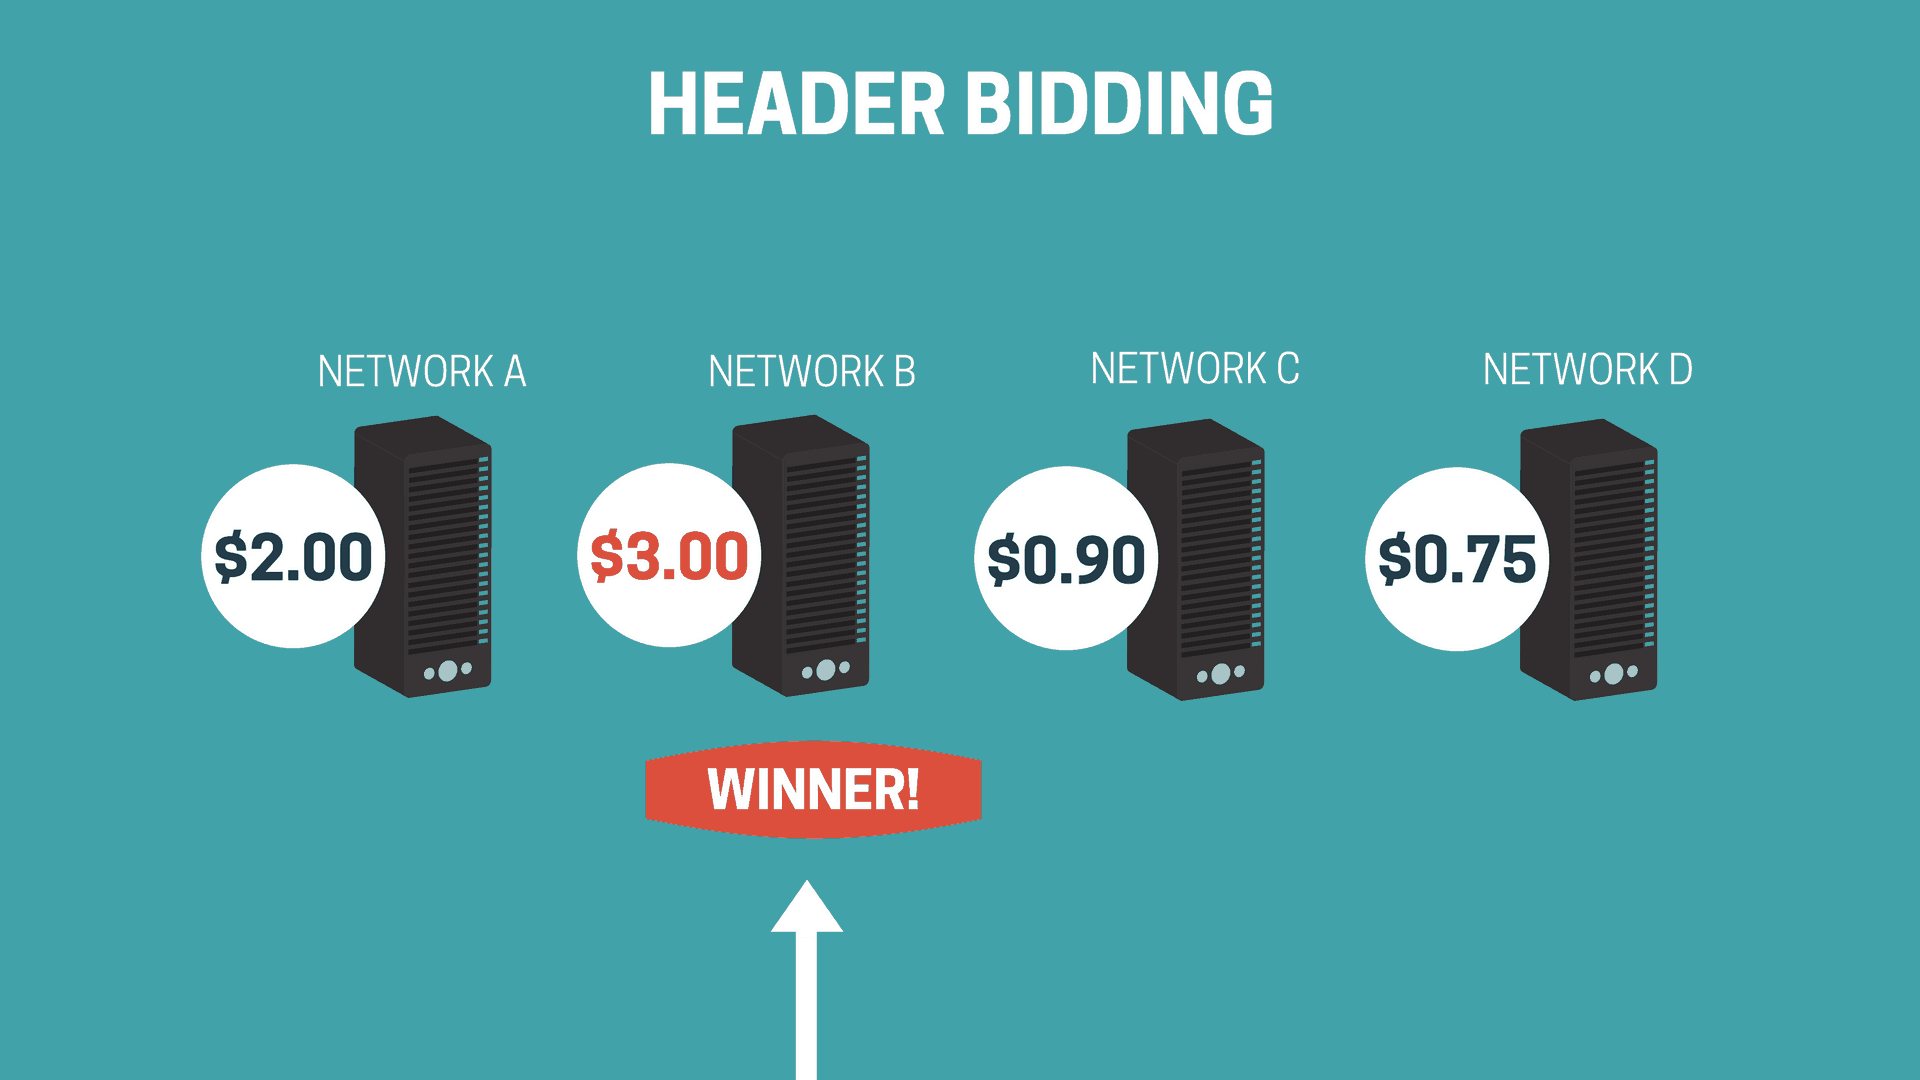 HEADER BIDDING
NETWORK A
NETWORK B
NETWORK C
NETWORK D
$2.00
$3.00
$0.90
$0.75
WINNER!